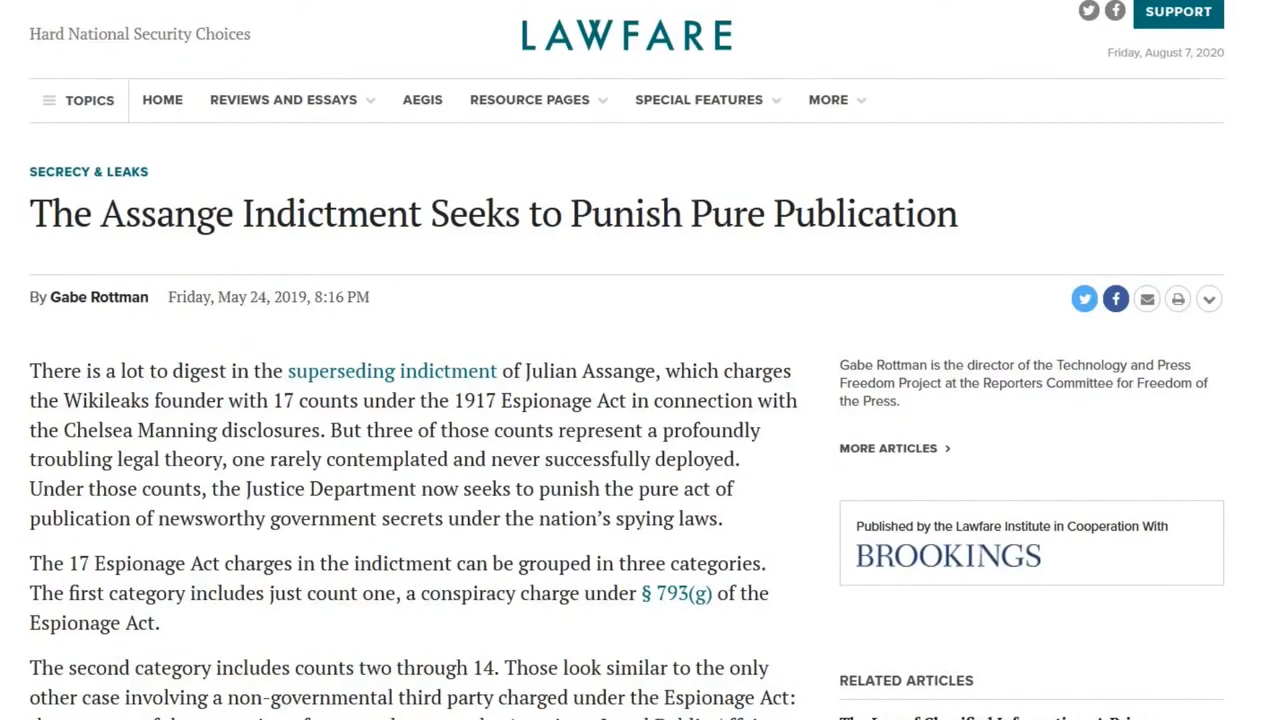 Hard National Security Choices
LAWFARE
SUPPORT
Friday, August 7, 2020
TOPICS
HOME
REVIEWS AND ESSAYS
AEGIS
RESOURCE PAGES
SPECIAL FEATURES
MORE
SECRECY & LEAKS
The Assange Indictment Seeks to Punish Pure Publication
By Gabe Rottman Friday, May 24, 2019, 8:16 PM
There is a lot to digest in the superseding indictment of Julian Assange, which charges
the Wikileaks founder with 17 counts under the 1917 Espionage Act in connection with
the Chelsea Manning disclosures. But three of those counts represent a profoundly
troubling legal theory, one rarely contemplated and never successfully deployed.
Under those counts, the Justice Department now seeks to punish the pure act of
publication of newsworthy government secrets under the nation's spying laws.
The 17 Espionage Act charges in the indictment can be grouped in three categories.
The first category includes just count one, a conspiracy charge under § 793(g) of the
Espionage Act.
The second category includes counts two through 14. Those look similar to the only
other case involving a non-governmental third party charged under the Espionage Act:
Gabe Rottman is the director of the Technology and Press
Freedom Project at the Reporters Committee for Freedom of
the Press.
MORE ARTICLES >
Published by the Lawfare Institute in Cooperation With
BROOKINGS
RELATED ARTICLES